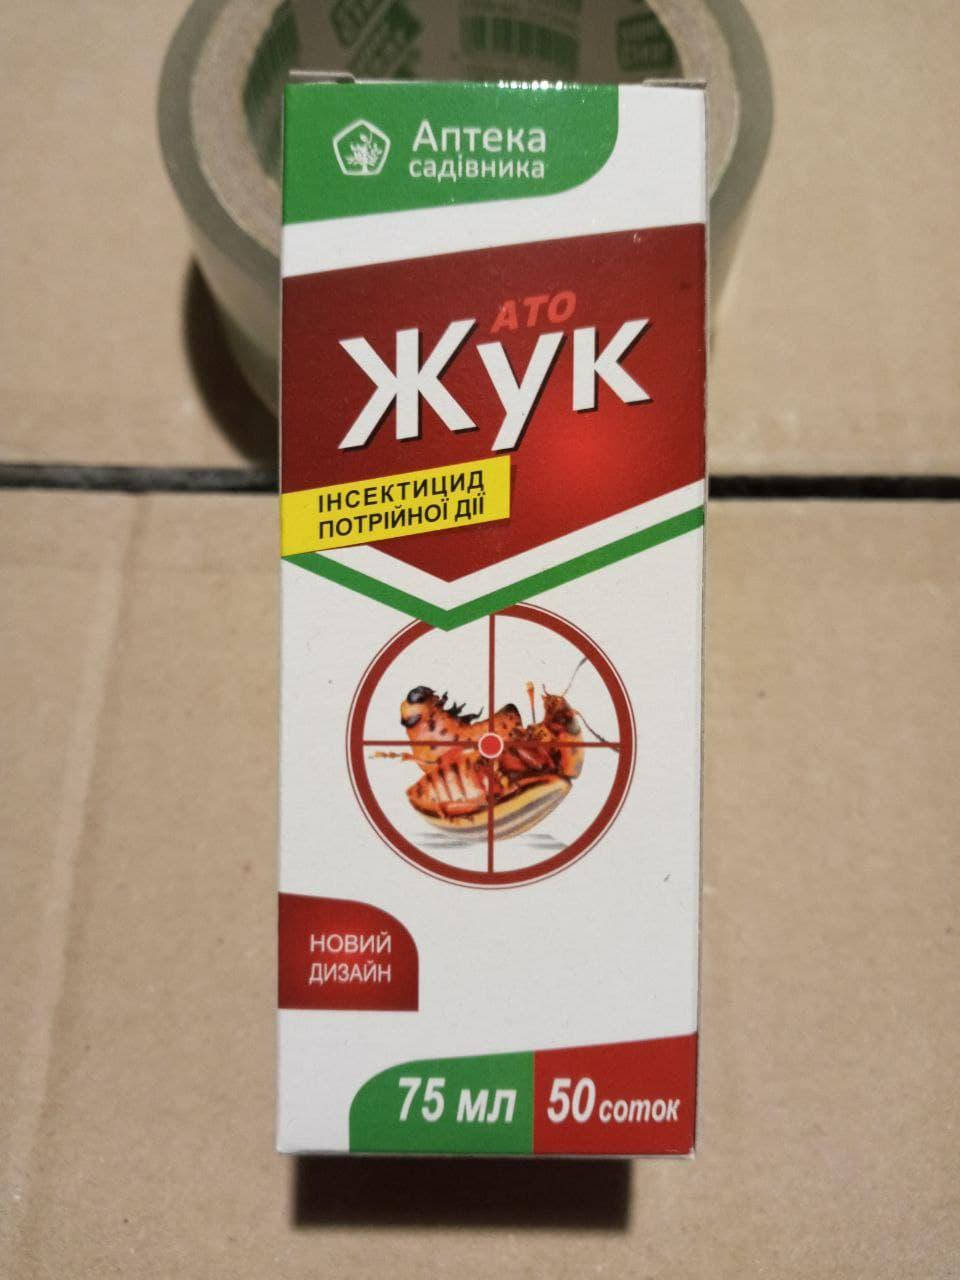 Аптека
садівника
АТО
Жук
ІНСЕКТИЦИД
ПОТРІЙНОЇ ДІЇ
НОВИЙ
ДИЗАЙН
75 мл
50 соток